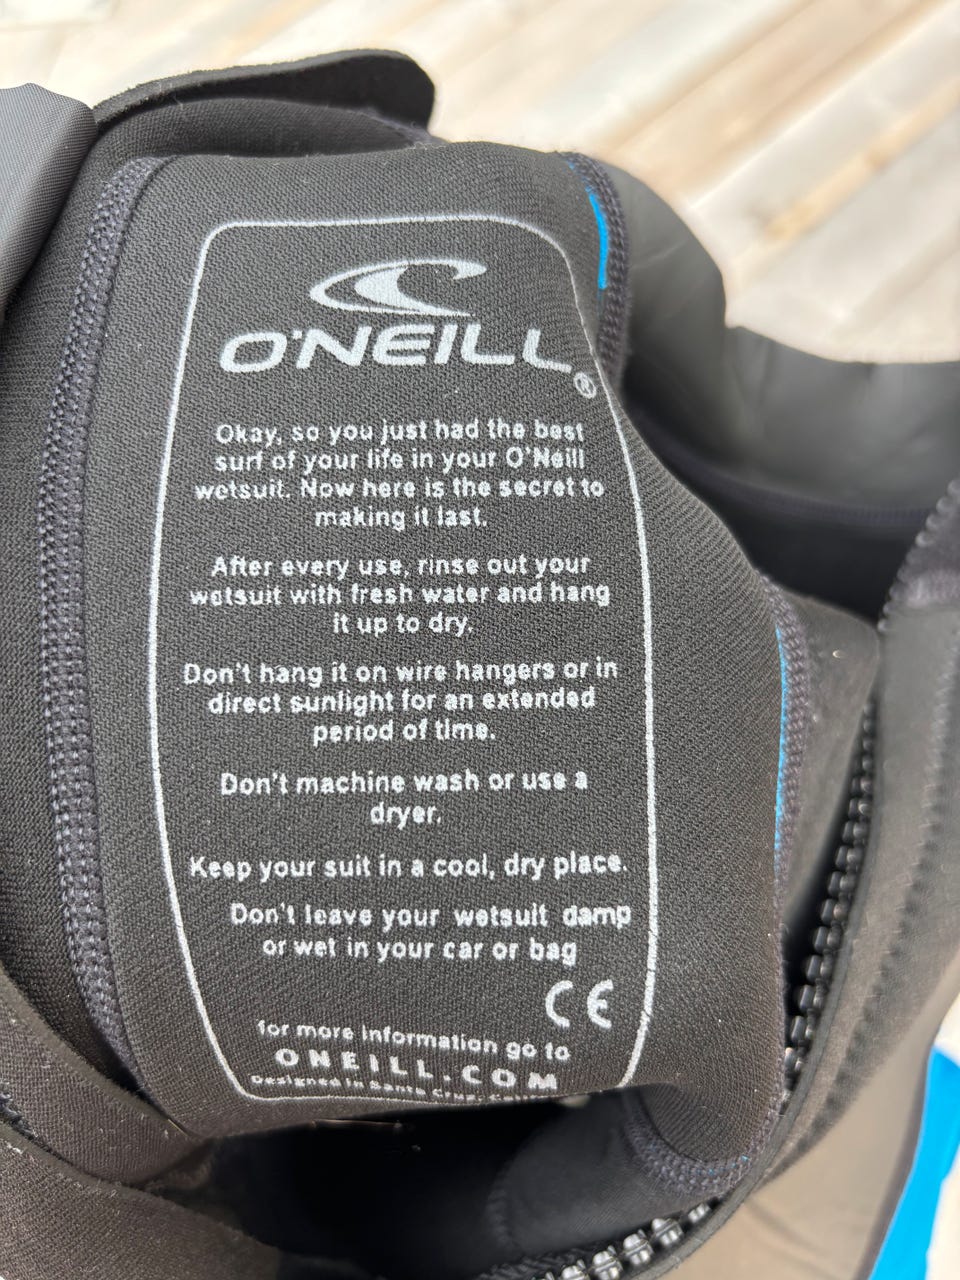 O'NEILL®
Okay, so you just had the best
surf of your life in your O'Neill
wetsuit. Now here is the secret to
making it last.
After every use, rinse out your
wetsuit with fresh water and hang
it up to dry.
Don't hang it on wire hangers or in
direct sunlight for an extended
period of time.
Don't machine wash or use a
dryer.
Keep your suit in a cool, dry place.
Don't leave your wetsuit damp
or wet in your car or bag
CE
for more information go to
ONEILL.COM
Designed in Santa Cruz,